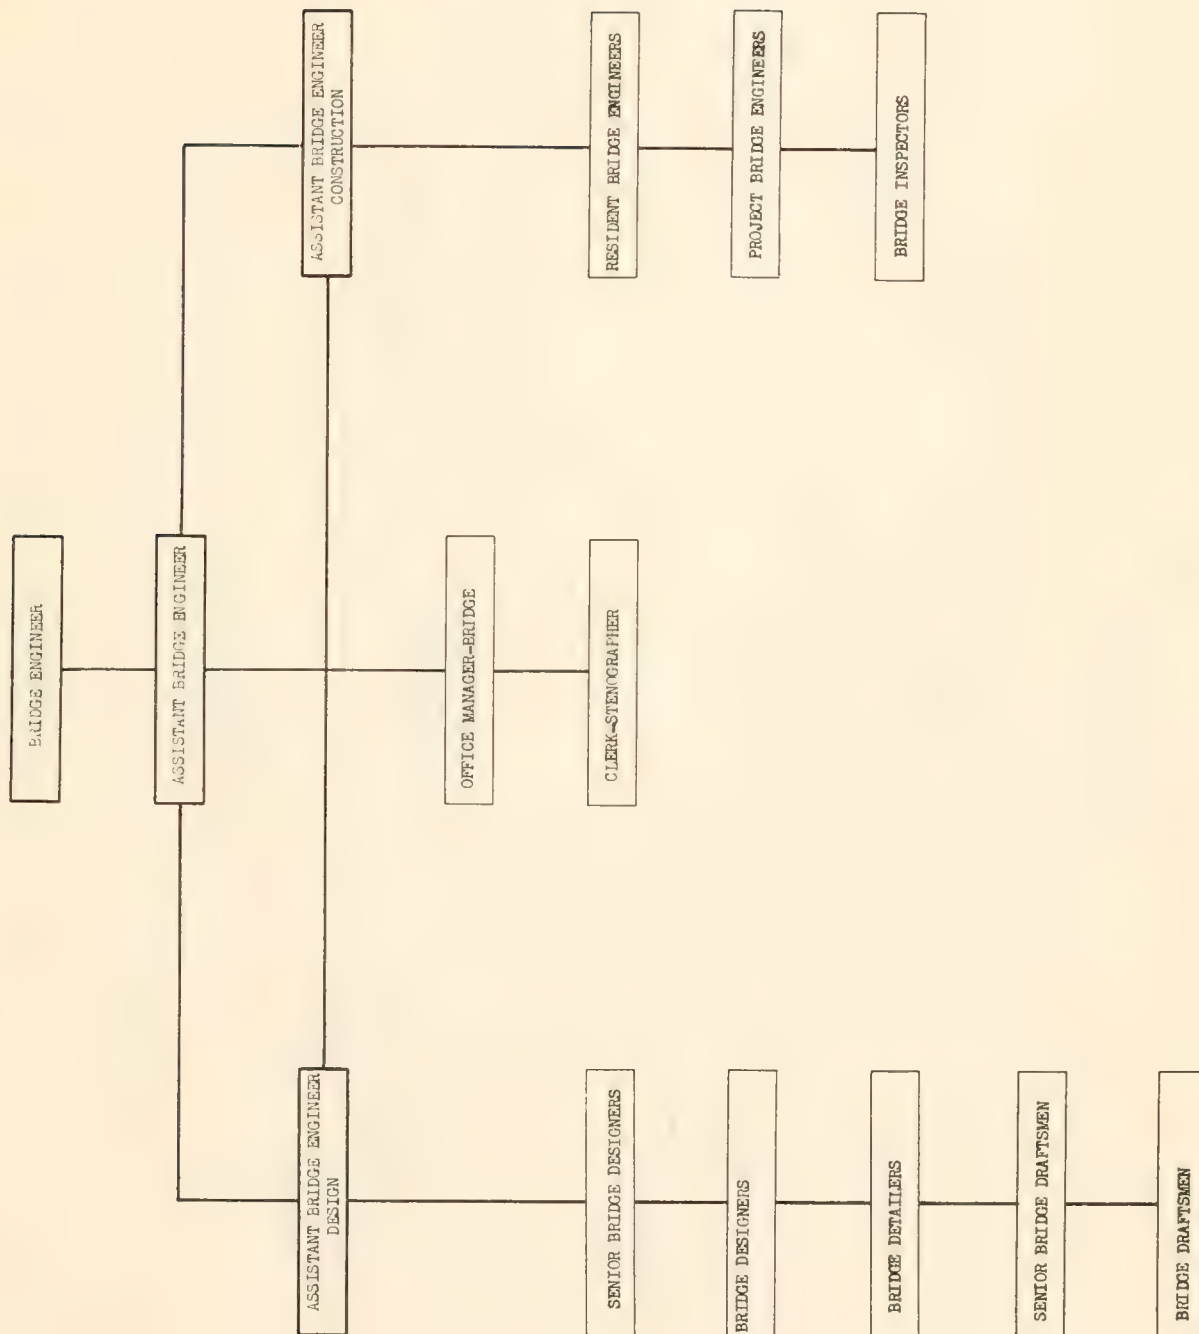 BRIDGE ENGINEER
ASSISTANT BRIDGE ENGINEER
ASSISTANT BRIDGE ENGINEER
DESIGN
ASSISTANT BRIDGE ENGINEER
CONSTRUCTION
OFFICE MANAGER-BRIDGE
CLERK-STENOGRAPHER
SENIOR BRIDGE DESIGNERS
BRIDGE DESIGNERS
BRIDGE DETAILERS
SENIOR BRIDGE DRAFTSMEN
BRIDGE DRAFTSMEN
RESIDENT BRIDGE ENGINEERS
PROJECT BRIDGE ENGINEERS
BRIDGE INSPECTORS